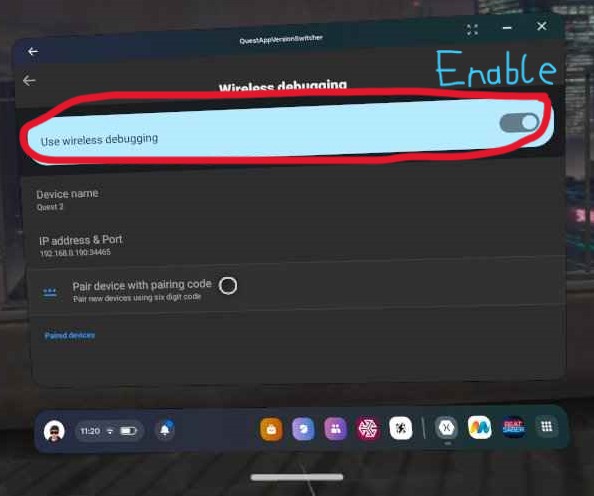 QuestAppVersionSwitcher
Enable
Wireless debugging
Use wireless debugging
Device name
Quest 2
IP address & Port
192.168.0.190:34465
Pair device with pairing code
Pair new devices using six digit code
Paired devices
11:20
BEAT
SABER